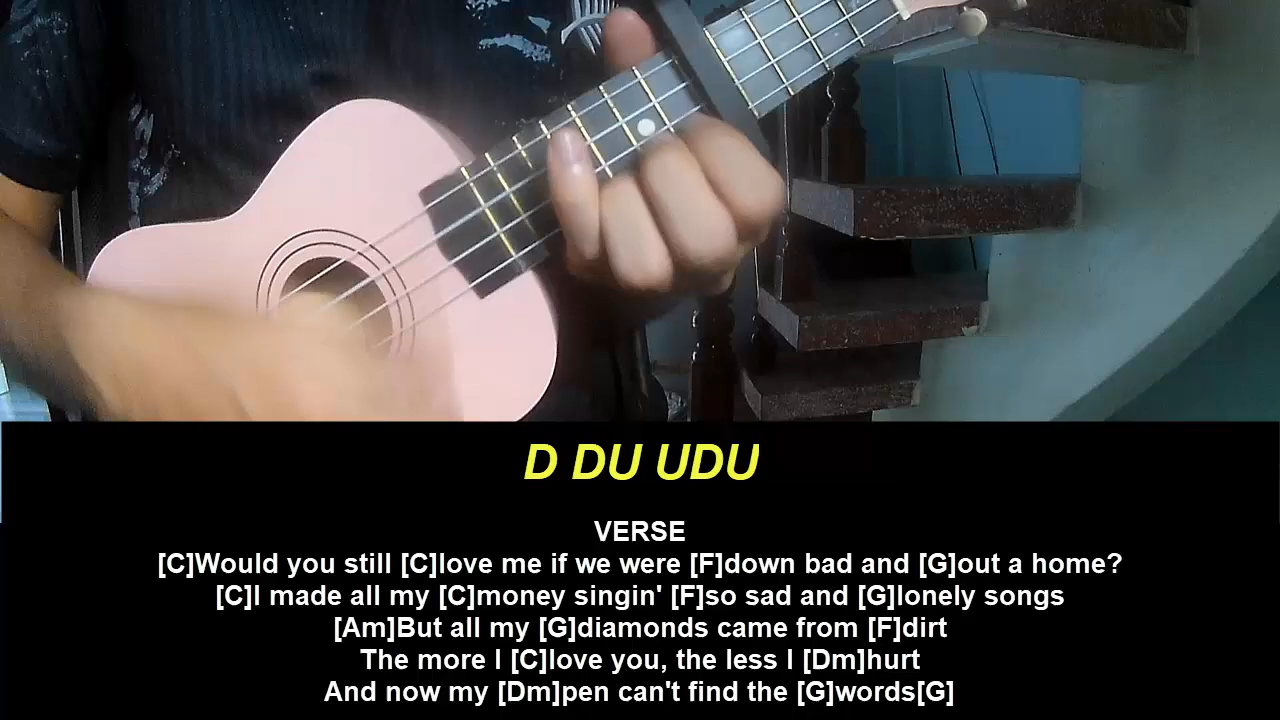 D DU UDU
VERSE
[C]Would you still [C]love me if we were [F]down bad and [G]out a home?
[C]I made all my [C]money singin' [F]so sad and [G]lonely songs
[Am]But all my [G]diamonds came from [F]dirt
The more I [C]love you, the less I [Dm]hurt
And now my [Dm]pen can't find the [G]words[G]